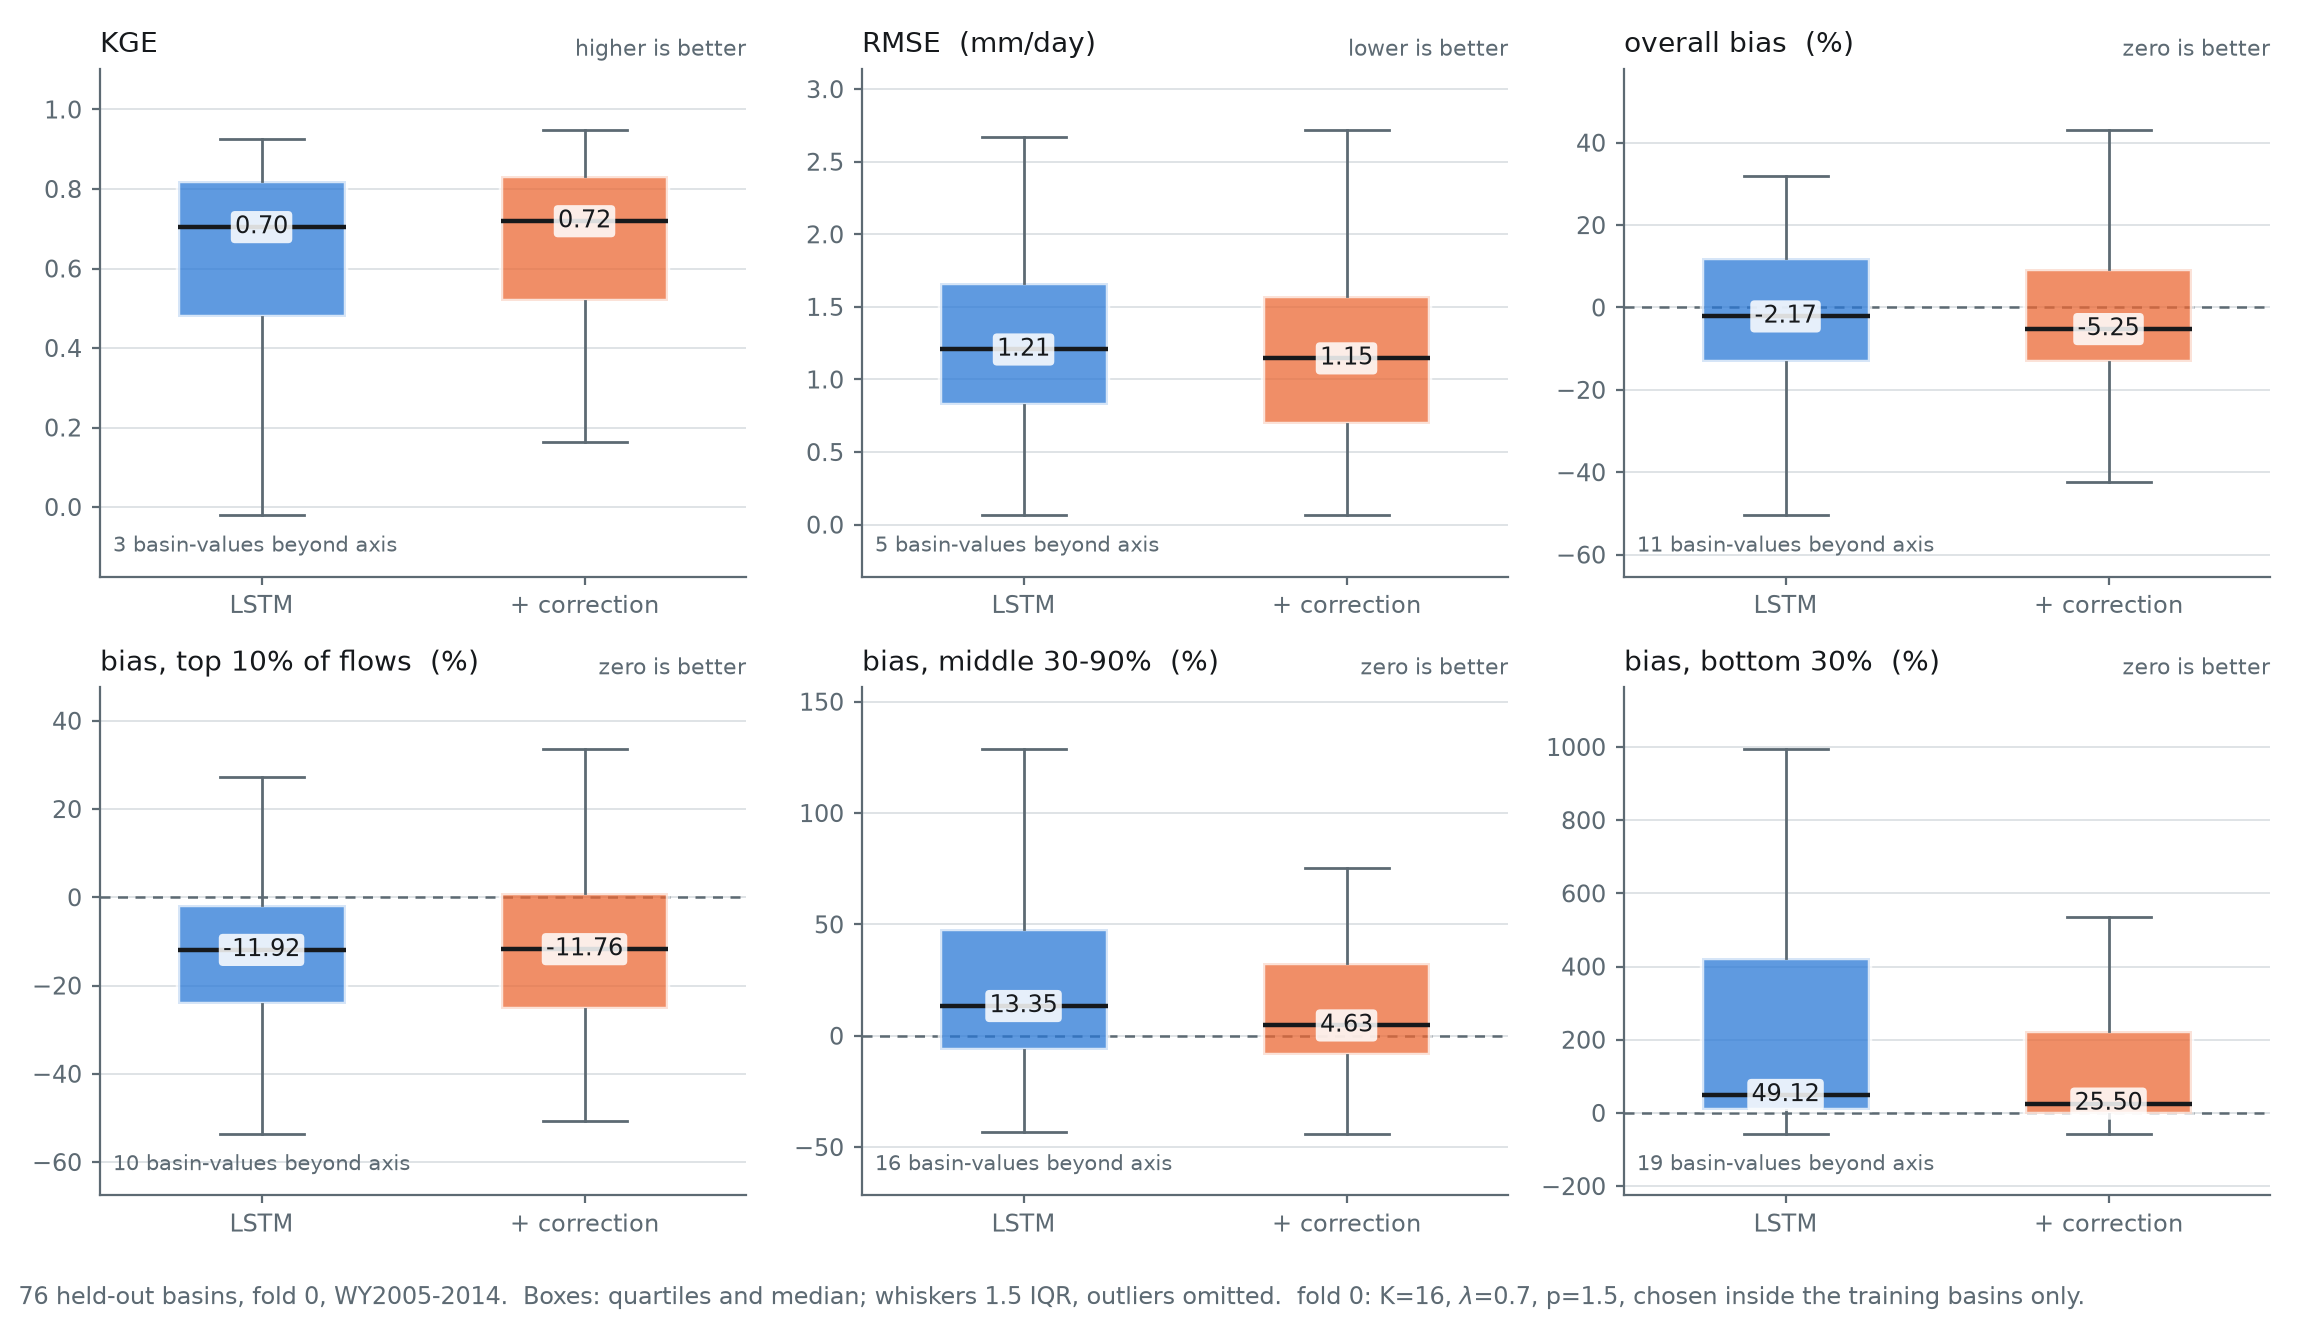 KGE higher is better
1.0
0.8
0.6
0.4
0.2
0.0
0.70
0.72
3 basin-values beyond axis
LSTM + correction
RMSE (mm/day) lower is better
3.0
2.5
2.0
1.5
1.0
0.5
0.0
1.21
1.15
5 basin-values beyond axis
LSTM + correction
overall bias (%) zero is better
40
20
0
−20
−40
−60
-2.17
-5.25
11 basin-values beyond axis
LSTM + correction
bias, top 10% of flows (%) zero is better
40
20
0
−20
−40
−60
-11.92
-11.76
10 basin-values beyond axis
LSTM + correction
bias, middle 30-90% (%) zero is better
150
100
50
0
−50
13.35
4.63
16 basin-values beyond axis
LSTM + correction
bias, bottom 30% (%) zero is better
1000
800
600
400
200
0
−200
49.12
25.50
19 basin-values beyond axis
LSTM + correction
76 held-out basins, fold 0, WY2005-2014. Boxes: quartiles and median; whiskers 1.5 IQR, outliers omitted. fold 0: K=16, λ=0.7, p=1.5, chosen inside the training basins only.